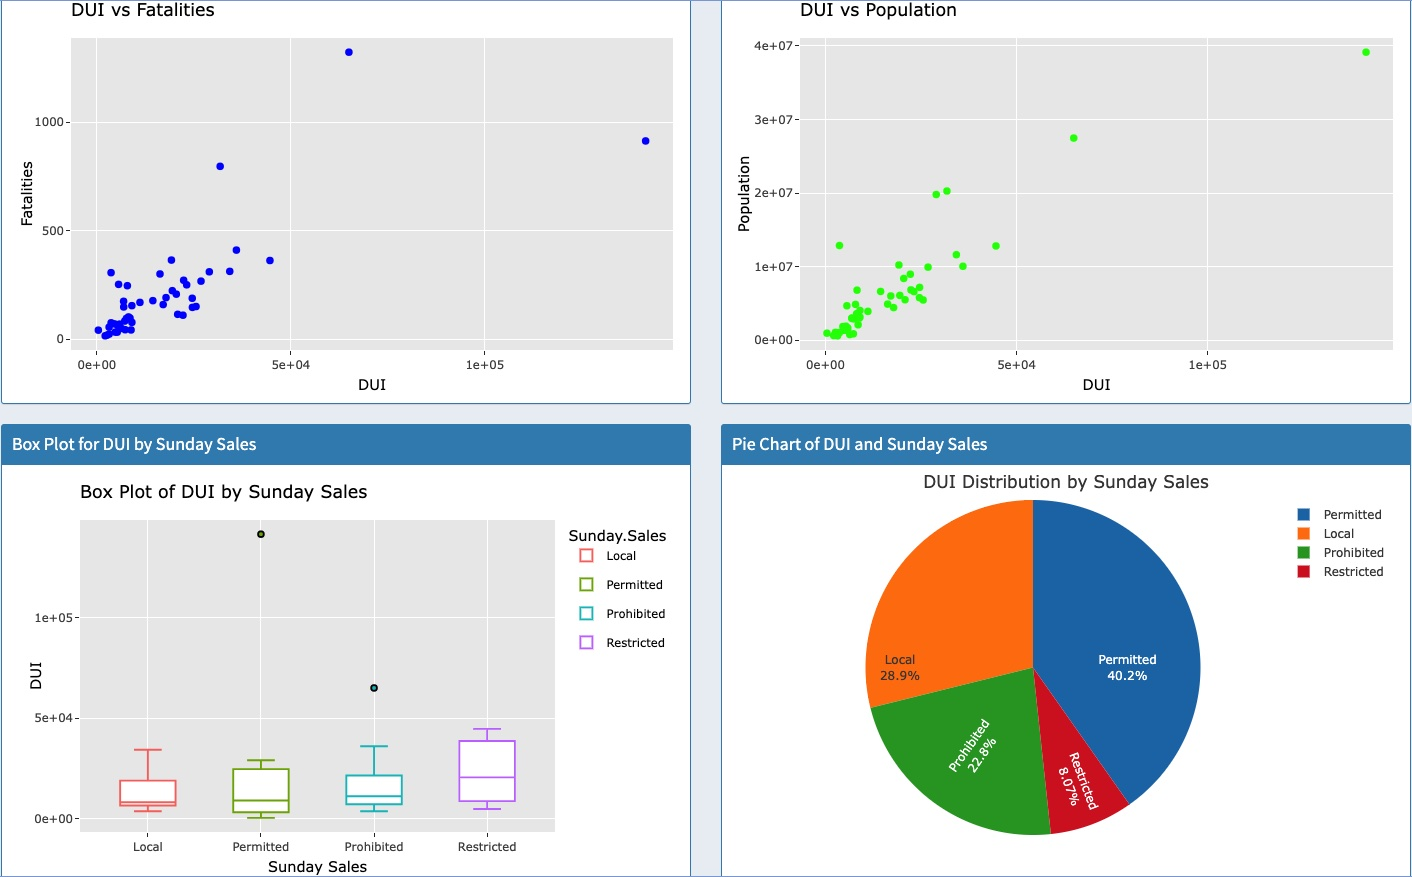 DUI vs Fatalities
1000
500
0
Fatalities
0e+00
5e+04
1e+05
DUI
DUI vs Population
4e+07
3e+07
2e+07
1e+07
0e+00
Population
0e+00
5e+04
1e+05
DUI
Box Plot for DUI by Sunday Sales
Box Plot of DUI by Sunday Sales
1e+05
5e+04
0e+00
DUI
Local
Permitted
Prohibited
Restricted
Sunday Sales
Sunday.Sales
Local
Permitted
Prohibited
Restricted
Pie Chart of DUI and Sunday Sales
DUI Distribution by Sunday Sales
Local
28.9%
Permitted
40.2%
Prohibited
22.8%
Restricted
8.07%
Permitted
Local
Prohibited
Restricted